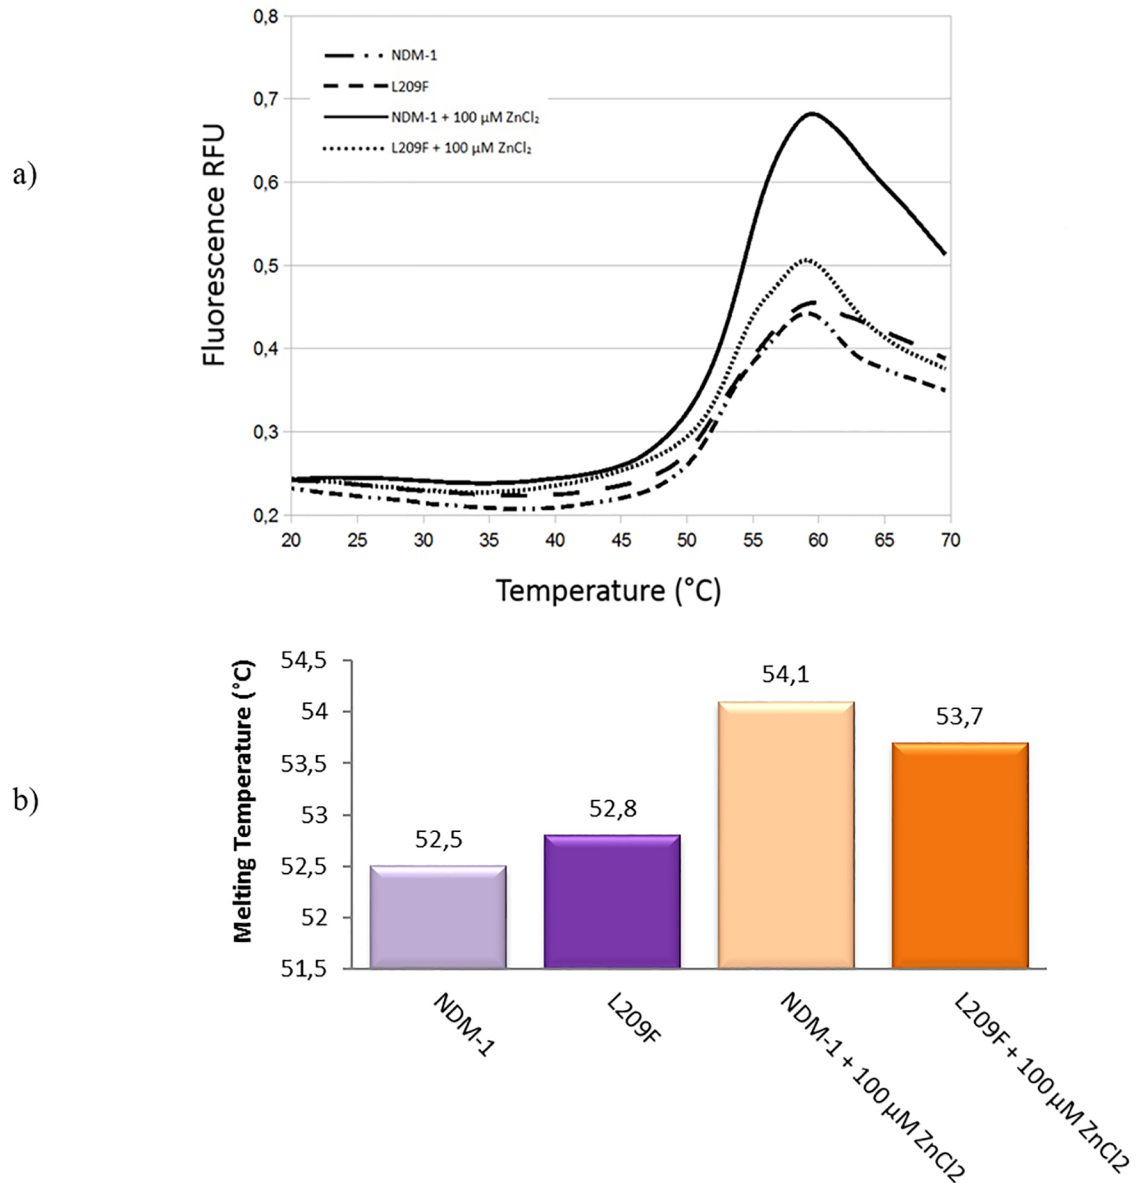 a)
0,8
0,7
0,6
0,5
0,4
0,3
0,2
Fluorescence RFU
NDM-1
L209F
NDM-1 + 100 µM ZnCl₂
L209F + 100 µM ZnCl₂
20 25 30 35 40 45 50 55 60 65 70
Temperature (°C)
b)
Melting Temperature (°C)
54,5
54
53,5
53
52,5
52
51,5
52,5
52,8
54,1
53,7
NDM-1
L209F
NDM-1 + 100 µM ZnCl2
L209F + 100 µM ZnCl2